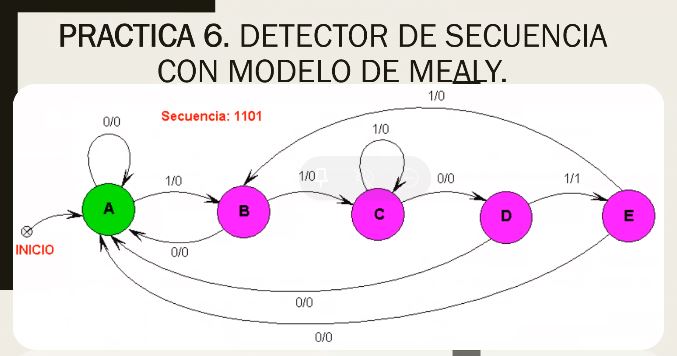 PRACTICA 6. DETECTOR DE SECUENCIA
CON MODELO DE MEALY.
Secuencia: 1101
0/0
1/0
1/0
1/0
1/0
0/0
1/1
A
B
C
D
E
INICIO
0/0
0/0
0/0